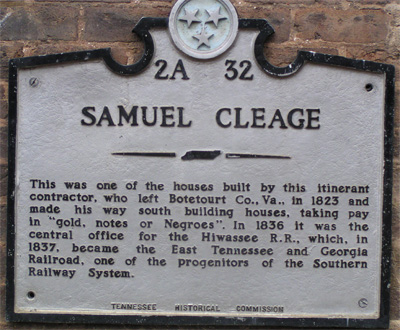 2A 32
SAMUEL CLEAGE
This was one of the houses built by this itinerant
contractor, who left Botetourt Co., Va., in 1823 and
made his way south building houses, taking pay
in "gold, notes or Negroes". In 1836 it was the
central office for the Hiwassee R.R., which, in
1837, became the East Tennessee and Georgia
Railroad, one of the progenitors of the Southern
Railway System.
TENNESSEE HISTORICAL COMMISSION